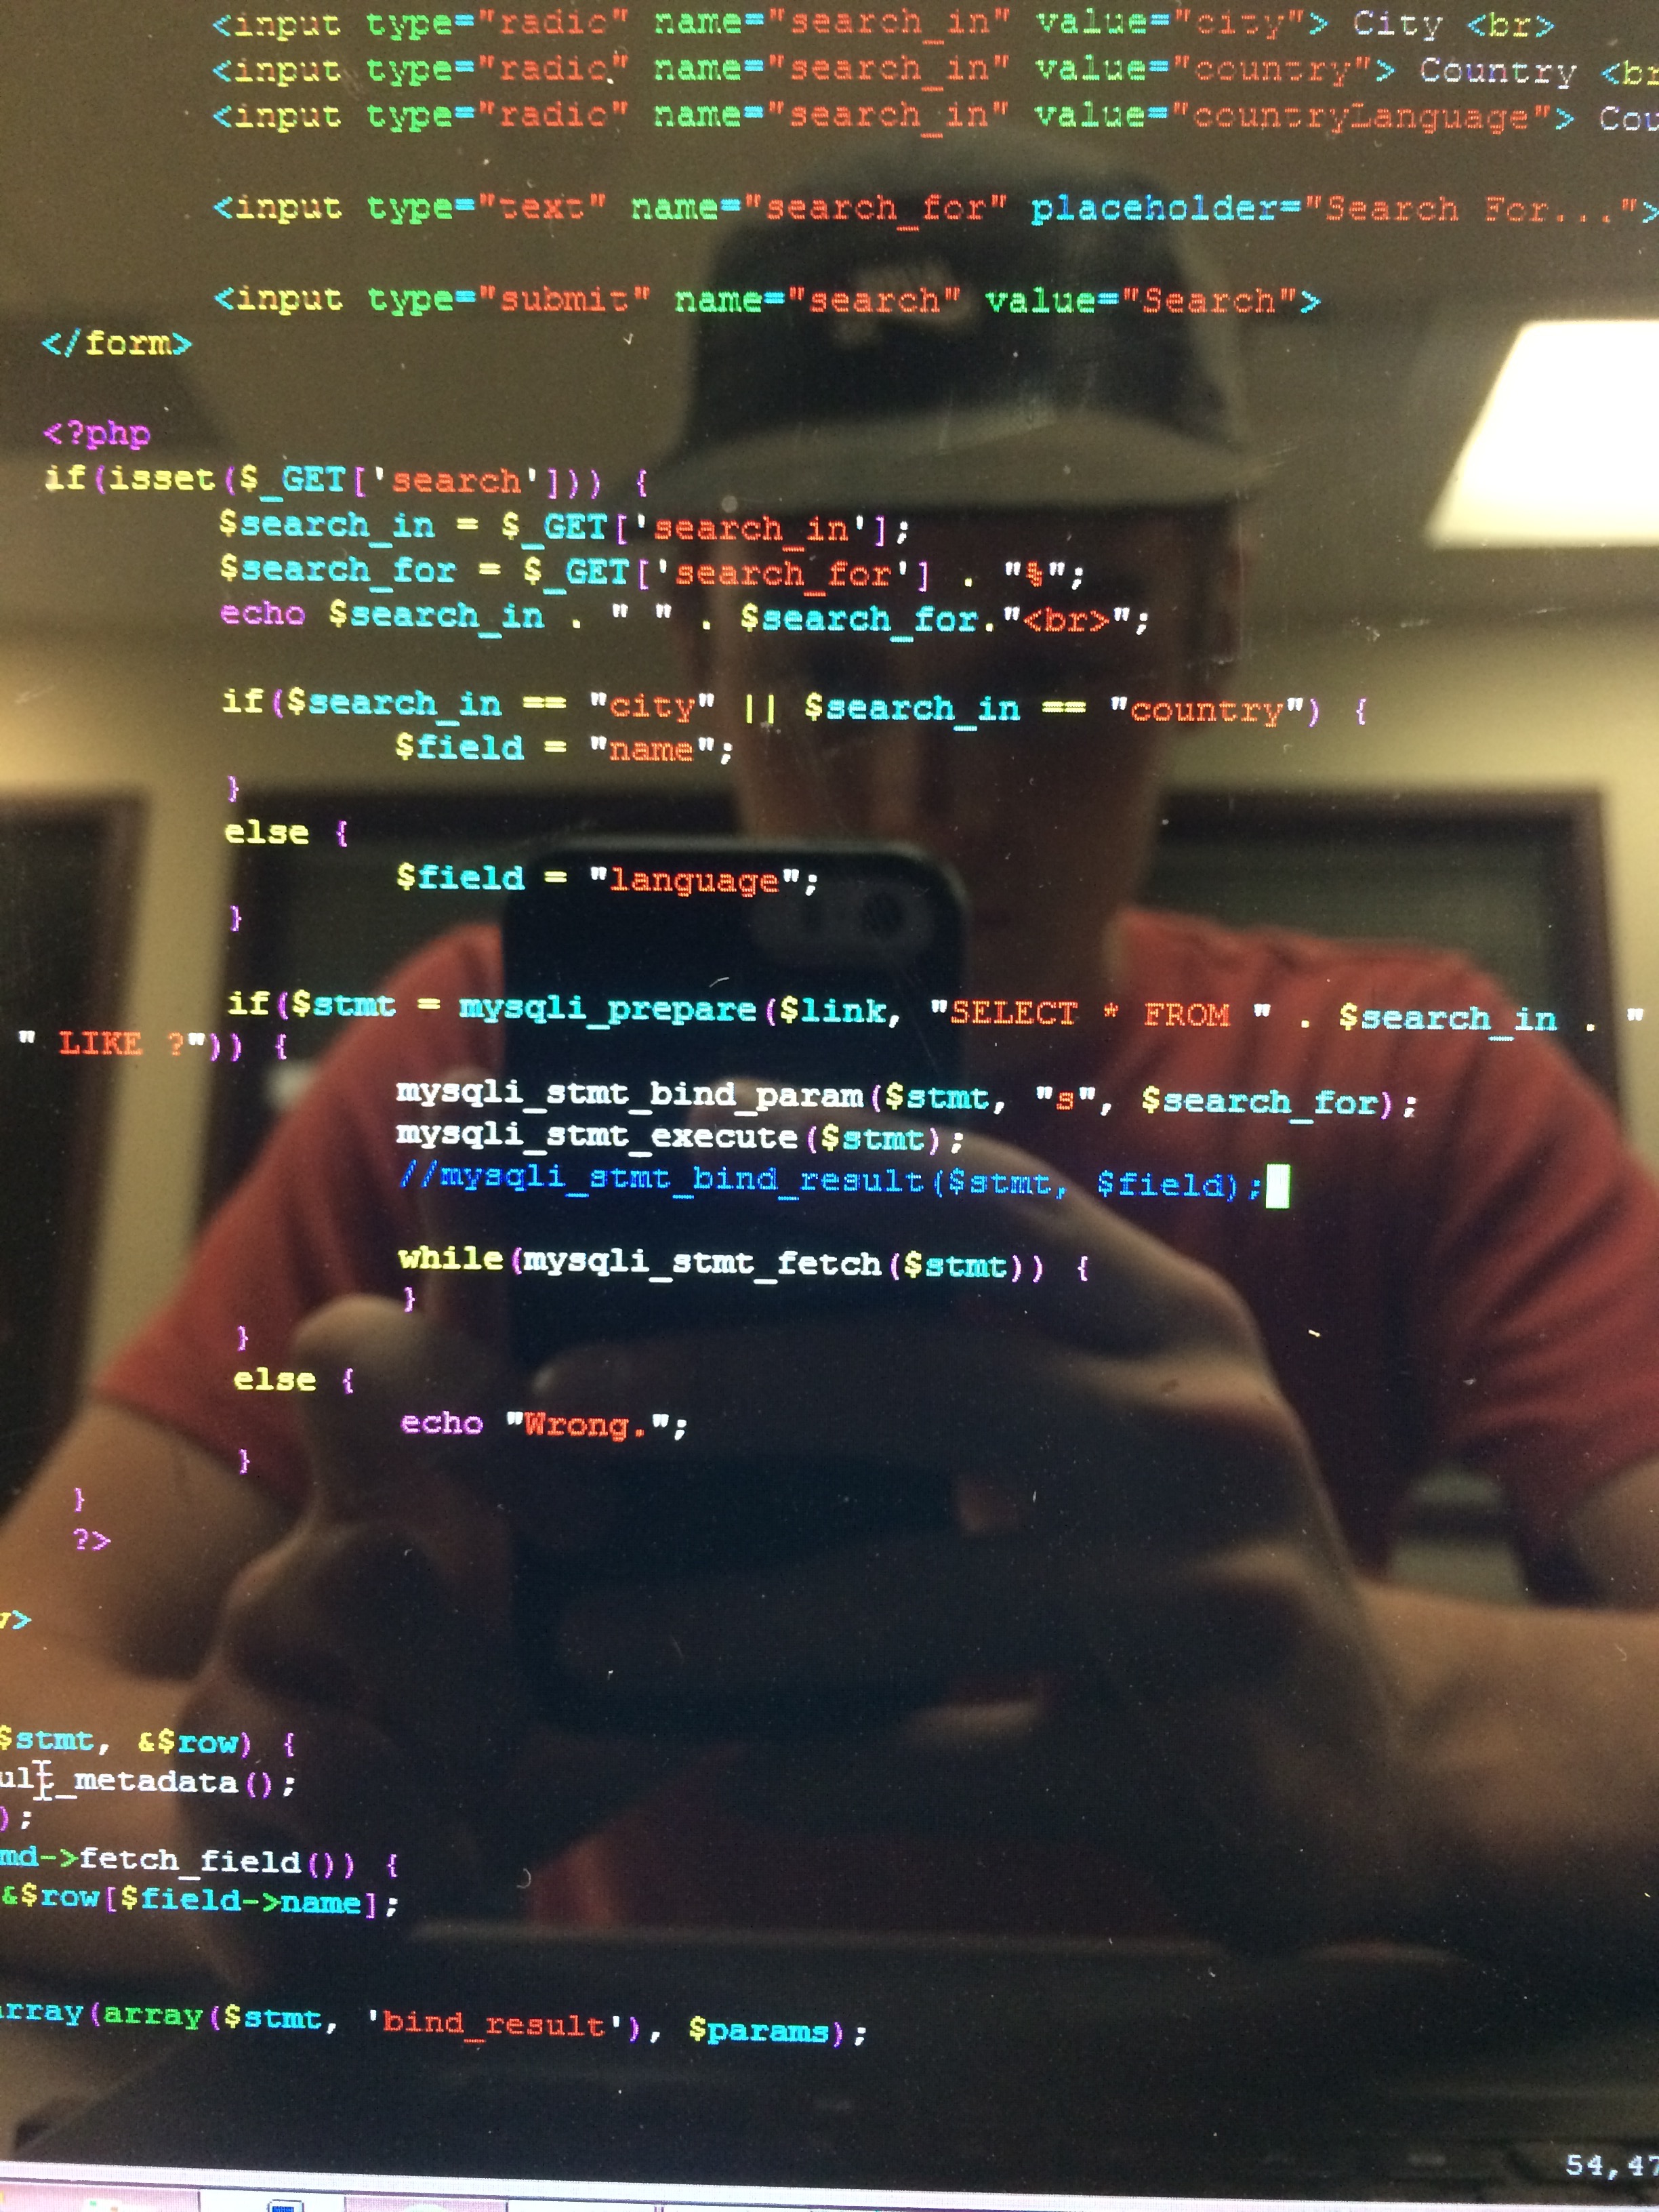 <input type="radio" name="search_in" value="city"> City <br>
<input type="radio" name="search_in" value="country"> Country <br
<input type="radio" name="search_in" value="countryLanguage"> Cou
<input type="text" name="search_for" placeholder="Search For...">
<input type="submit" name="search" value="Search">
</form>
<?php
if(isset($_GET['search'])) {
$search_in = $_GET['search_in'];
$search_for = $_GET['search_for'] . "%";
echo $search_in . " " . $search_for."<br>";
if($search_in == "city" || $search_in == "country") {
$field = "name";
}
else {
$field = "language";
}
if($stmt = mysqli_prepare($link, "SELECT * FROM " . $search_in . "
" LIKE ?")) {
mysqli_stmt_bind_param($stmt, "s", $search_for);
mysqli_stmt_execute($stmt);
//mysqli_stmt_bind_result($stmt, $field);
while(mysqli_stmt_fetch($stmt)) {
}
}
else {
echo "Wrong.";
}
}
?>
>
$stmt, &$row) {
ult_metadata();
);
md->fetch_field()) {
&$row[$field->name];
array(array($stmt, 'bind_result'), $params);
54,47